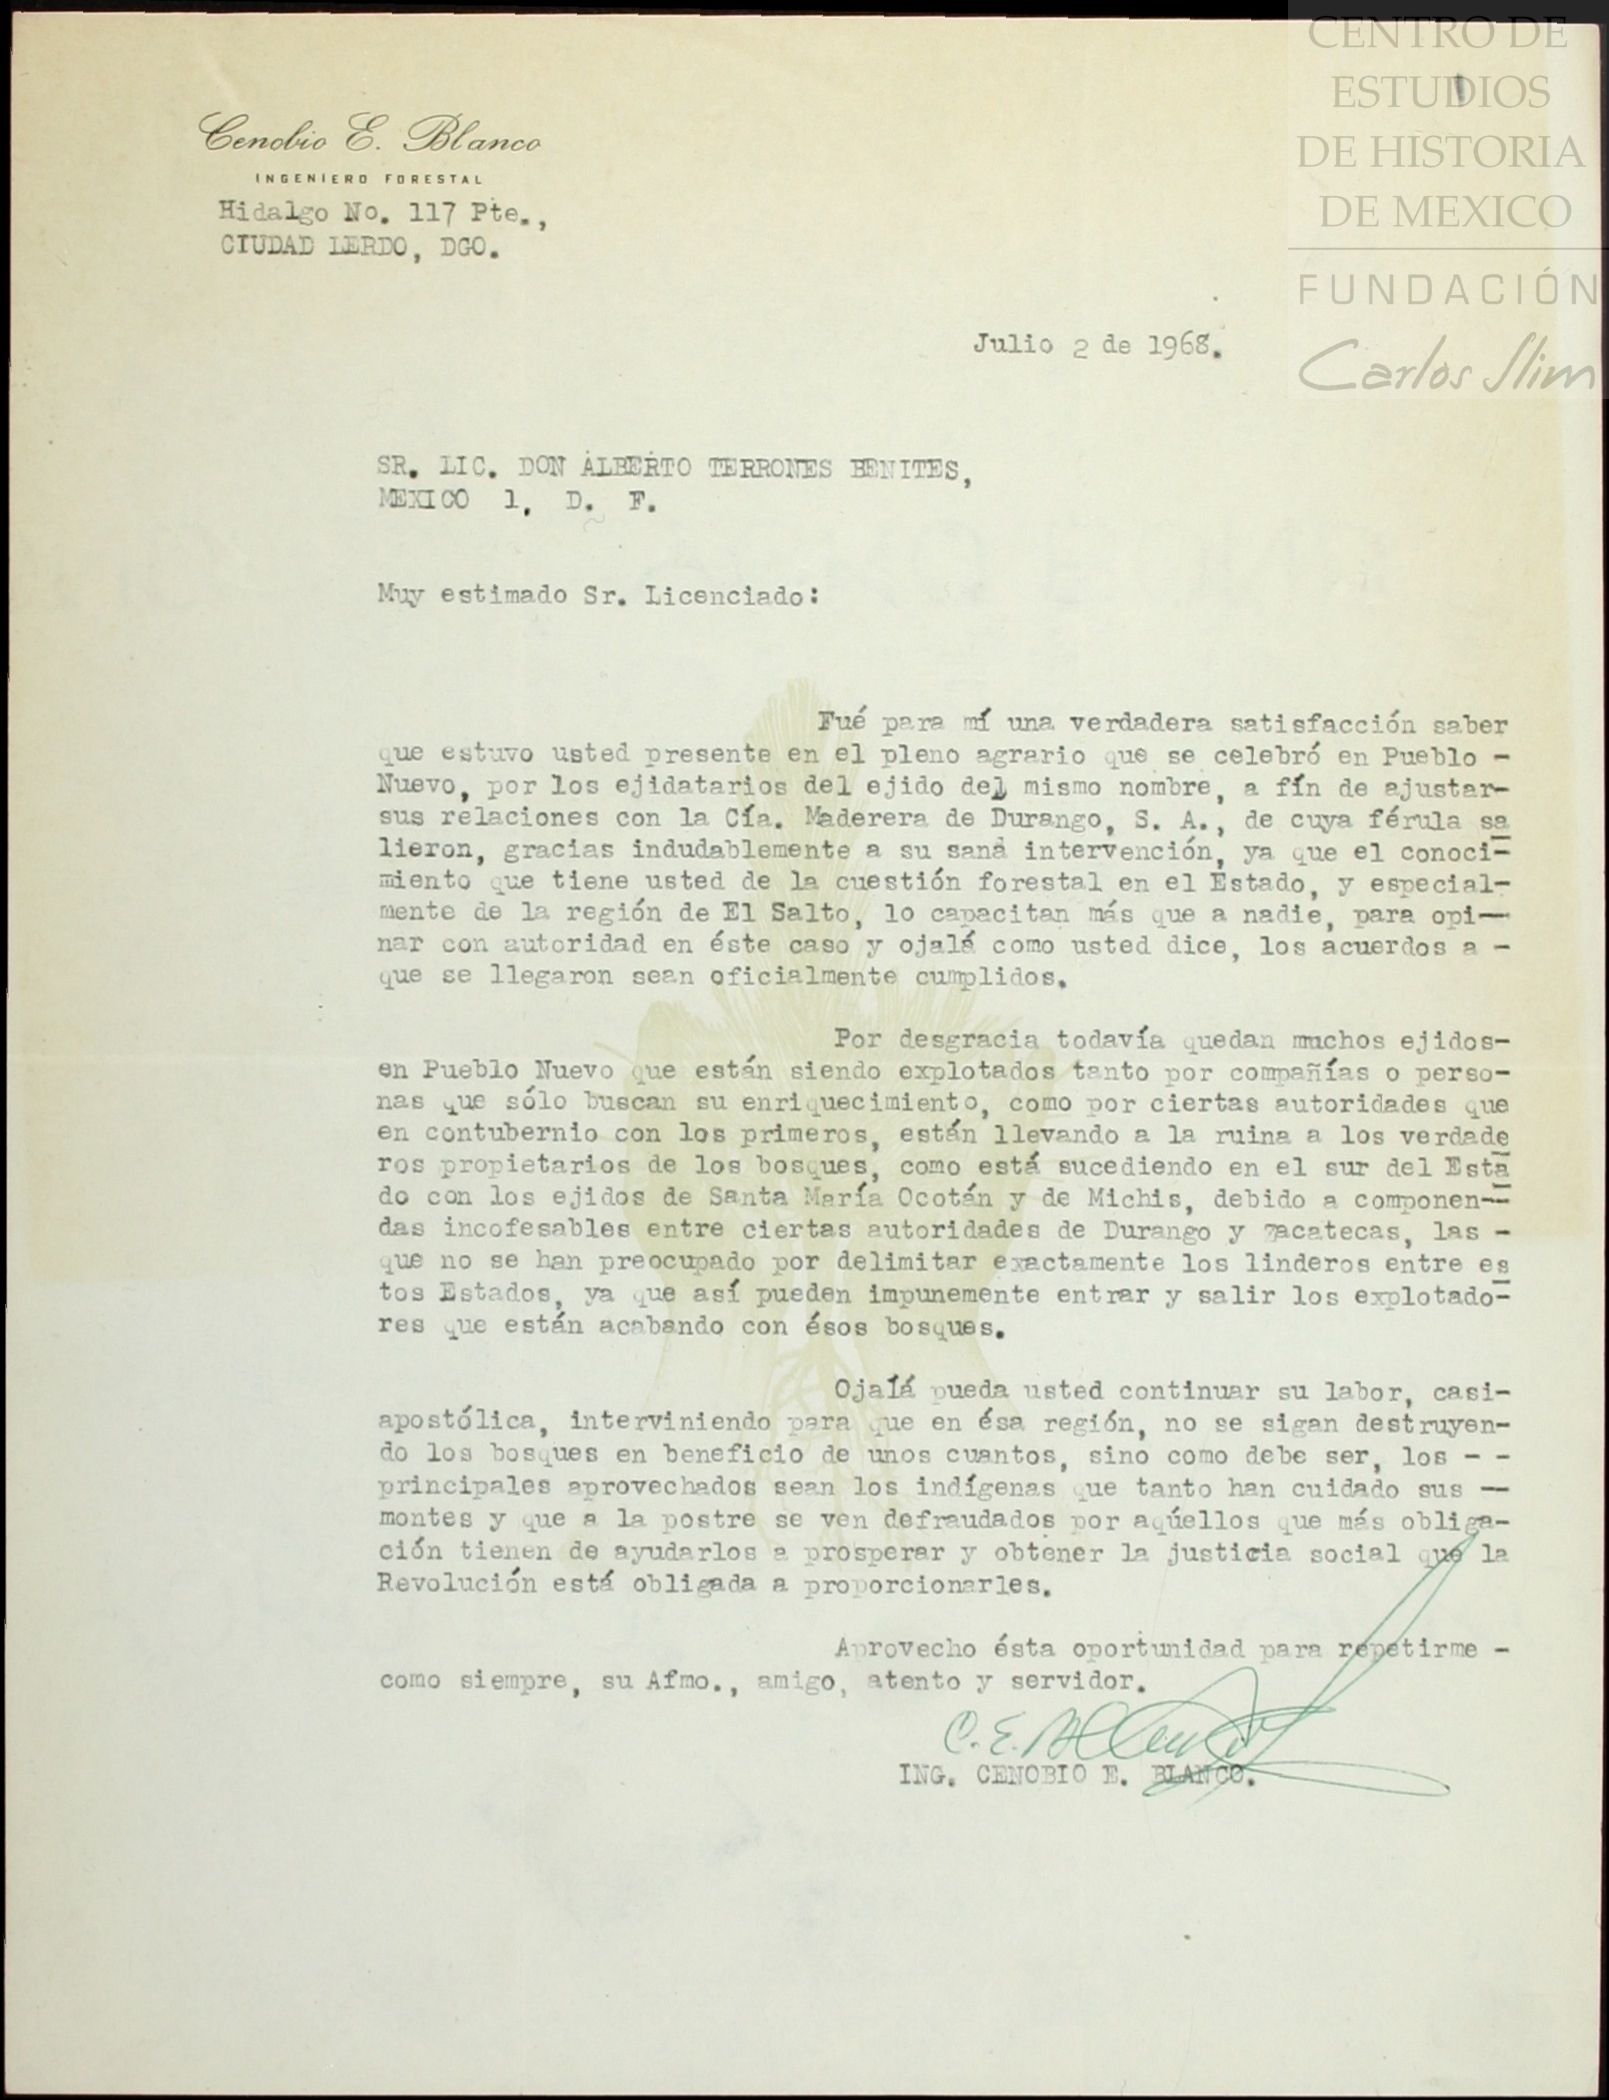 CENTRO DE
ESTUDIOS
DE HISTORIA
DE MEXICO
FUNDACIÓN
Carlos Slim
Cenobio E. Blanco
INGENIERO FORESTAL
Hidalgo No. 117 Pte.,
CIUDAD LERDO, DGO.
Julio 2 de 1968.
SR. LIC. DON ALBERTO TERRONES BENITES,
MEXICO 1, D. F.
Muy estimado Sr. Licenciado:
Fué para mí una verdadera satisfacción saber
que estuvo usted presente en el pleno agrario que se celebró en Pueblo -
Nuevo, por los ejidatarios del ejido del mismo nombre, a fín de ajustar-
sus relaciones con la Cía. Maderera de Durango, S. A., de cuya férula sa
lieron, gracias indudablemente a su sana intervención, ya que el conoci-
miento que tiene usted de la cuestión forestal en el Estado, y especial-
mente de la región de El Salto, lo capacitan más que a nadie, para opi--
nar con autoridad en éste caso y ojalá como usted dice, los acuerdos a -
que se llegaron sean oficialmente cumplidos.
Por desgracia todavía quedan muchos ejidos-
en Pueblo Nuevo que están siendo explotados tanto por compañías o perso-
nas que sólo buscan su enriquecimiento, como por ciertas autoridades que
en contubernio con los primeros, están llevando a la ruina a los verdade
ros propietarios de los bosques, como está sucediendo en el sur del Esta
do con los ejidos de Santa María Ocotán y de Michis, debido a componen--
das incofesables entre ciertas autoridades de Durango y Zacatecas, las -
que no se han preocupado por delimitar exactamente los linderos entre es
tos Estados, ya que así pueden impunemente entrar y salir los explotado-
res que están acabando con ésos bosques.
Ojalá pueda usted continuar su labor, casi-
apostólica, interviniendo para que en ésa región, no se sigan destruyen-
do los bosques en beneficio de unos cuantos, sino como debe ser, los - -
principales aprovechados sean los indígenas que tanto han cuidado sus --
montes y que a la postre se ven defraudados por aqúellos que más obliga-
ción tienen de ayudarlos a prosperar y obtener la justicia social que la
Revolución está obligada a proporcionarles.
Aprovecho ésta oportunidad para repetirme -
como siempre, su Afmo., amigo, atento y servidor.
C. E. Blanco
ING. CENOBIO E. BLANCO.